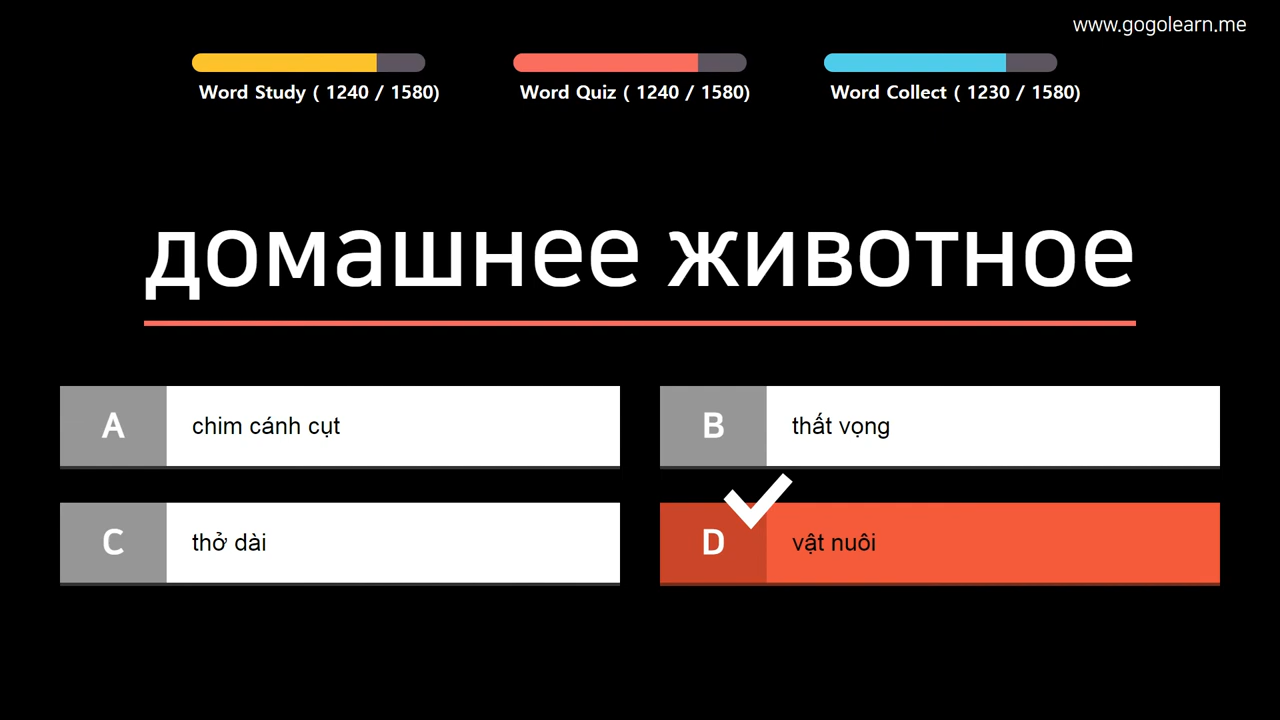 www.gogolearn.me
Word Study ( 1240 / 1580)
Word Quiz ( 1240 / 1580)
Word Collect ( 1230 / 1580)
домашнее животное
A chim cánh cụt
B thất vọng
C thở dài
D vật nuôi